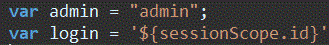 var admin = "admin";
var login = '${sessionScope.id}'